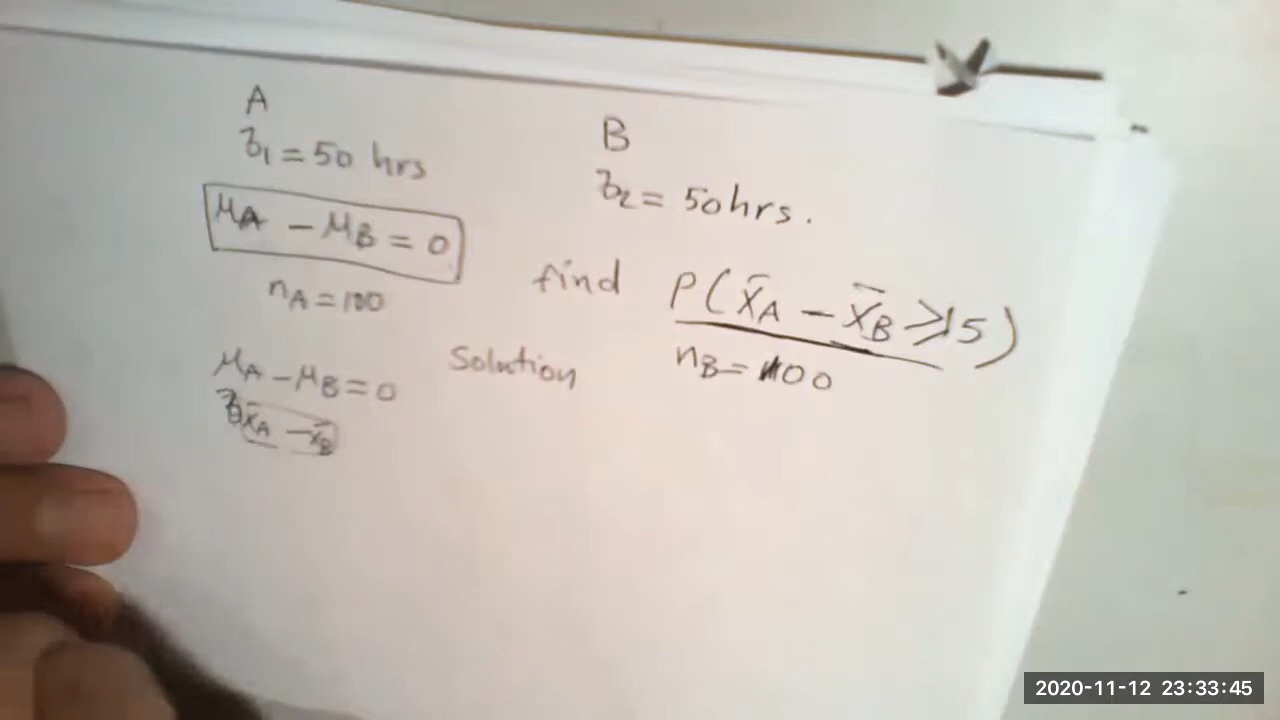 A
B
σ₁ = 50 hrs
σ₂ = 50 hrs.
μA − μB = 0
find P(x̄A − x̄B ≥ 15)
nA = 100
nB = 100
Solution
μA − μB = 0
σx̄A − x̄B
2020-11-12 23:33:45